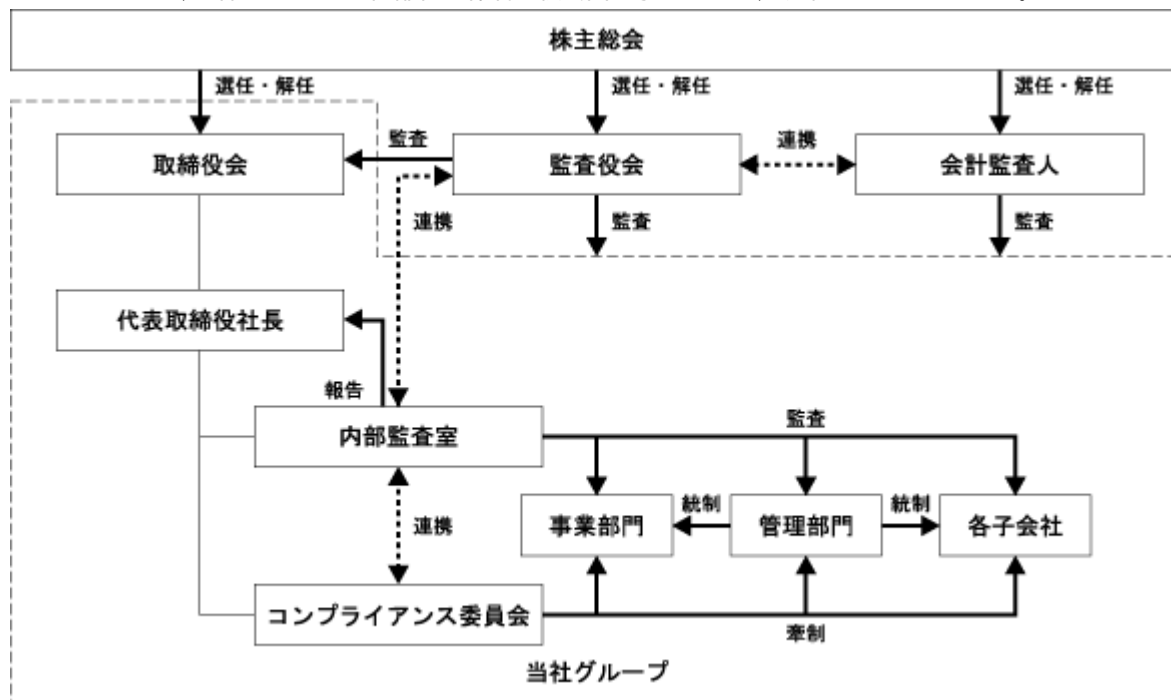 株主総会
選任・解任
選任・解任
選任・解任
取締役会
監査
監査役会
連携
会計監査人
連携
監査
監査
代表取締役社長
報告
内部監査室
監査
連携
事業部門
統制
管理部門
統制
各子会社
コンプライアンス委員会
牽制
当社グループ